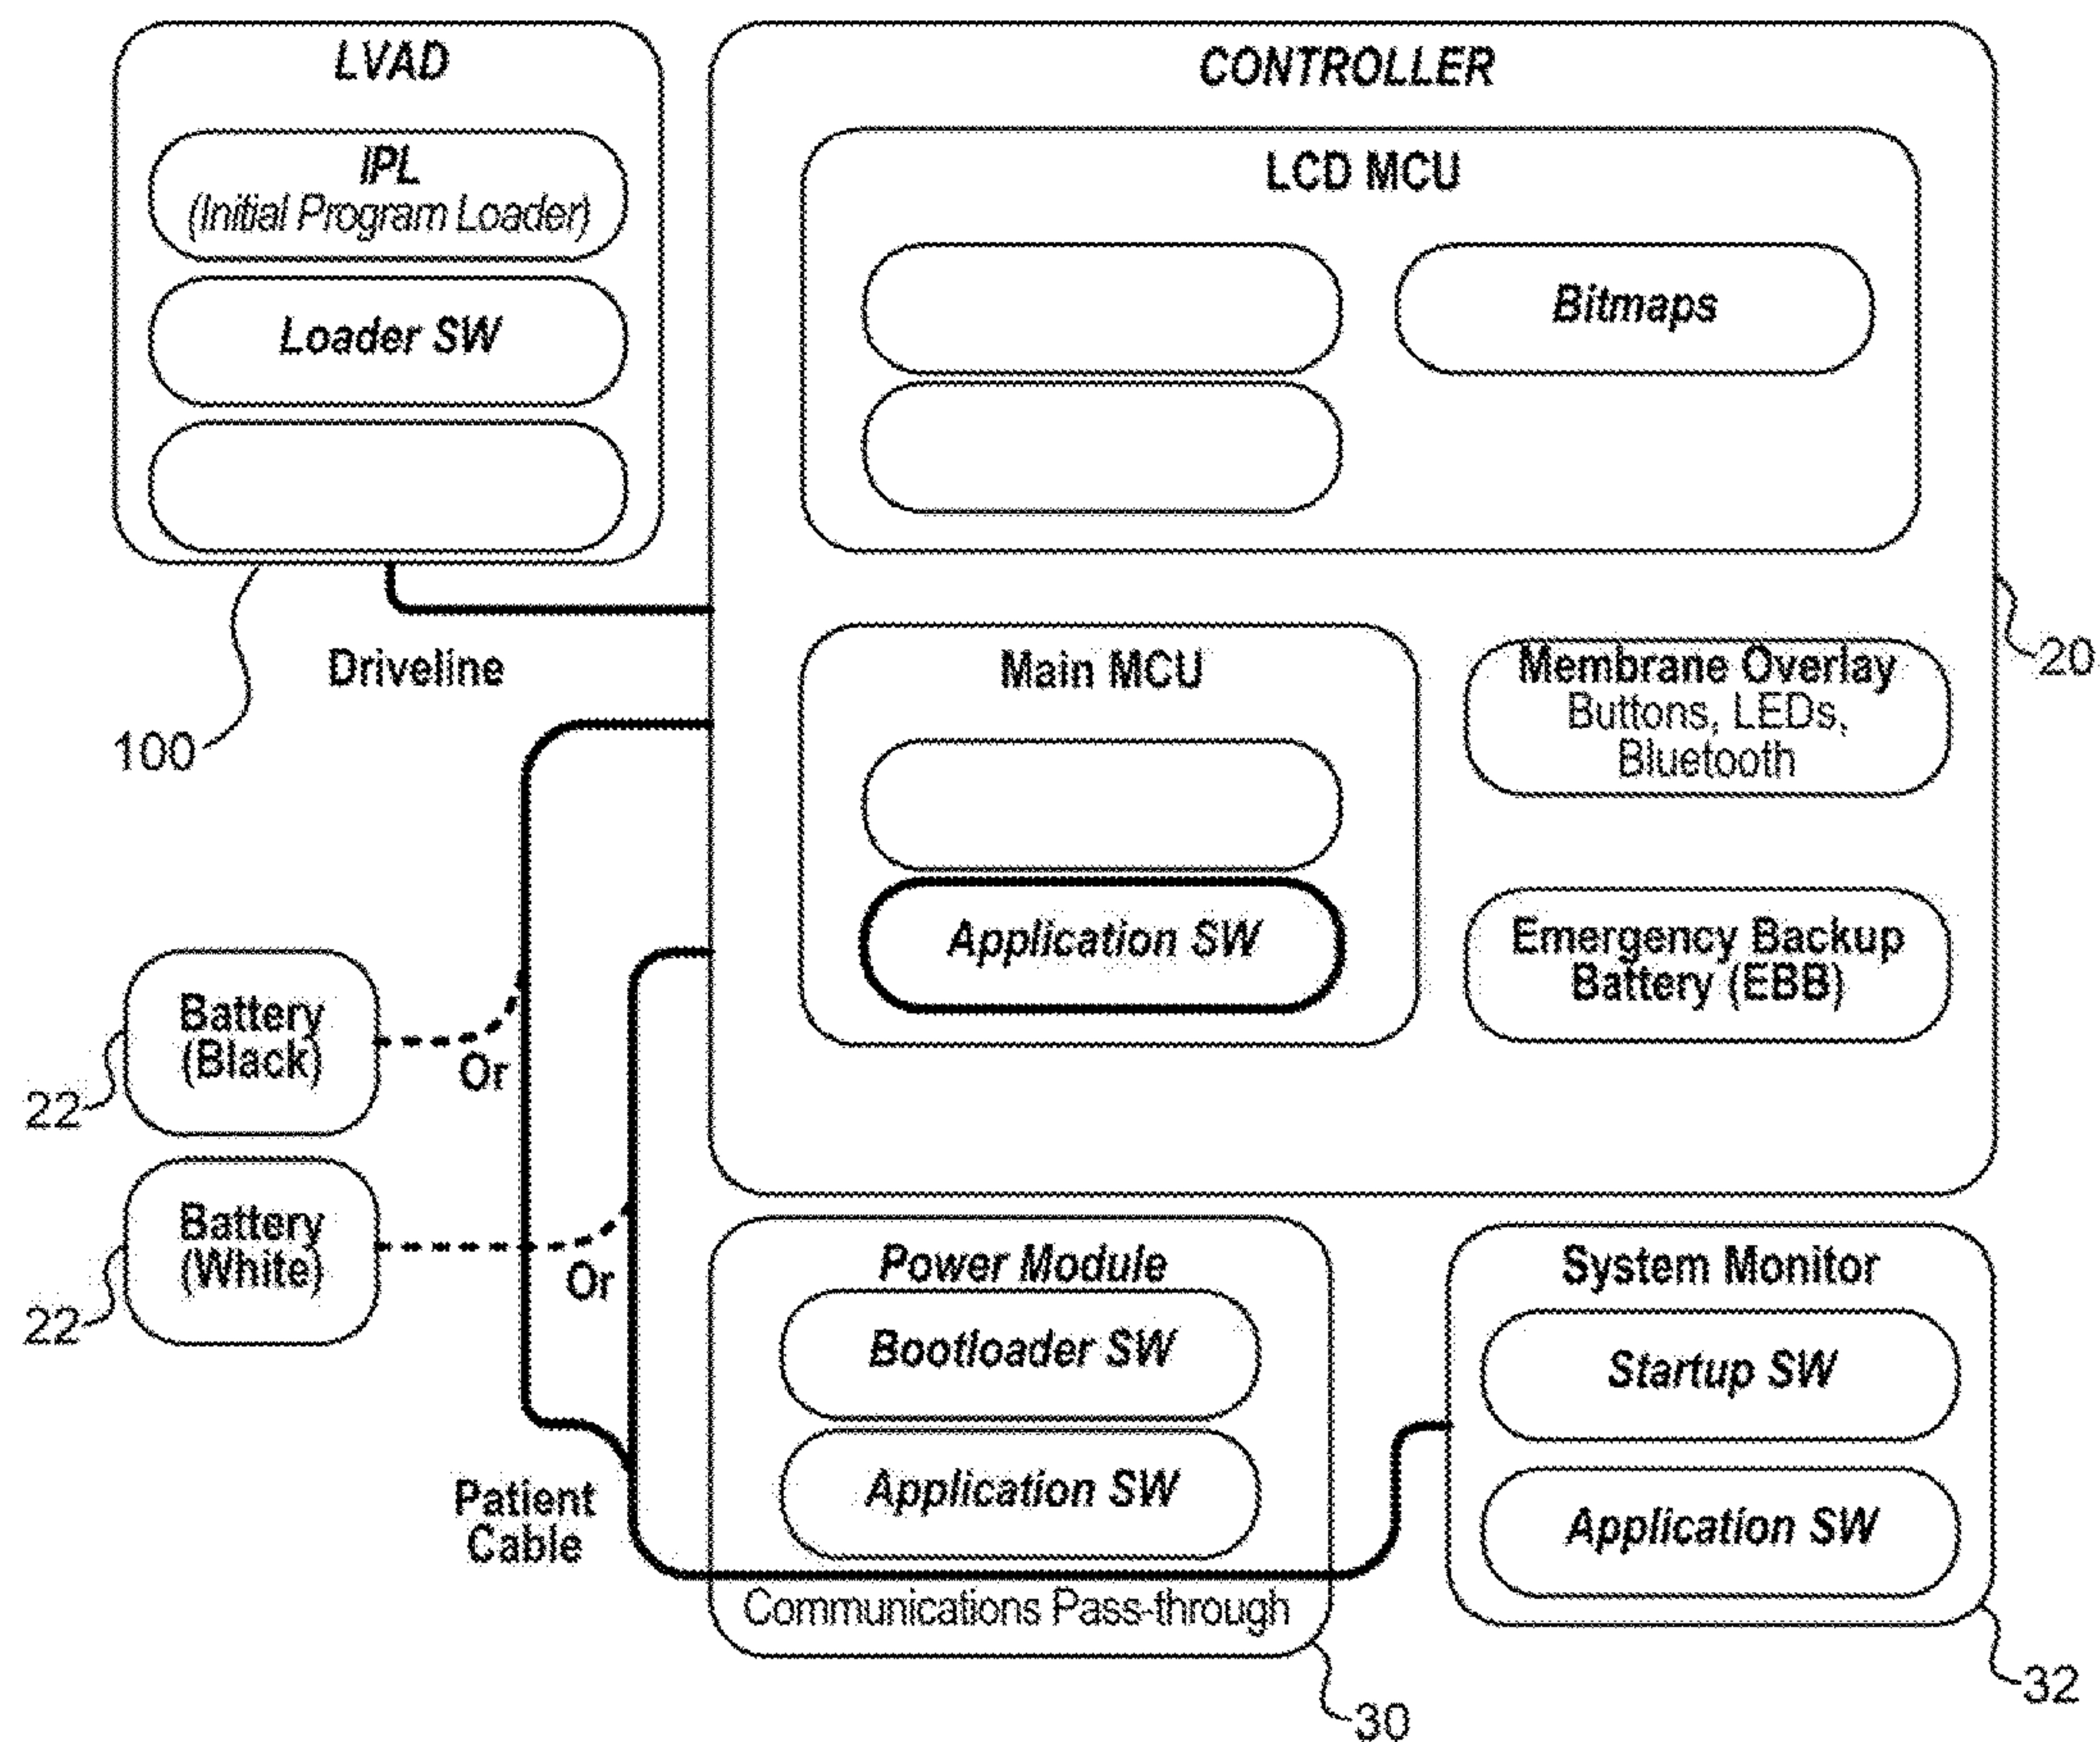 LVAD
IPL
(Initial Program Loader)
Loader SW
CONTROLLER
LCD MCU
Bitmaps
Driveline
100
Main MCU
Application SW
Membrane Overlay
Buttons, LEDs,
Bluetooth
20
Emergency Backup
Battery (EBB)
Battery
(Black)
22
Or
Battery
(White)
22
Or
Patient
Cable
Power Module
Bootloader SW
Application SW
Communications Pass-through
30
System Monitor
Startup SW
Application SW
32